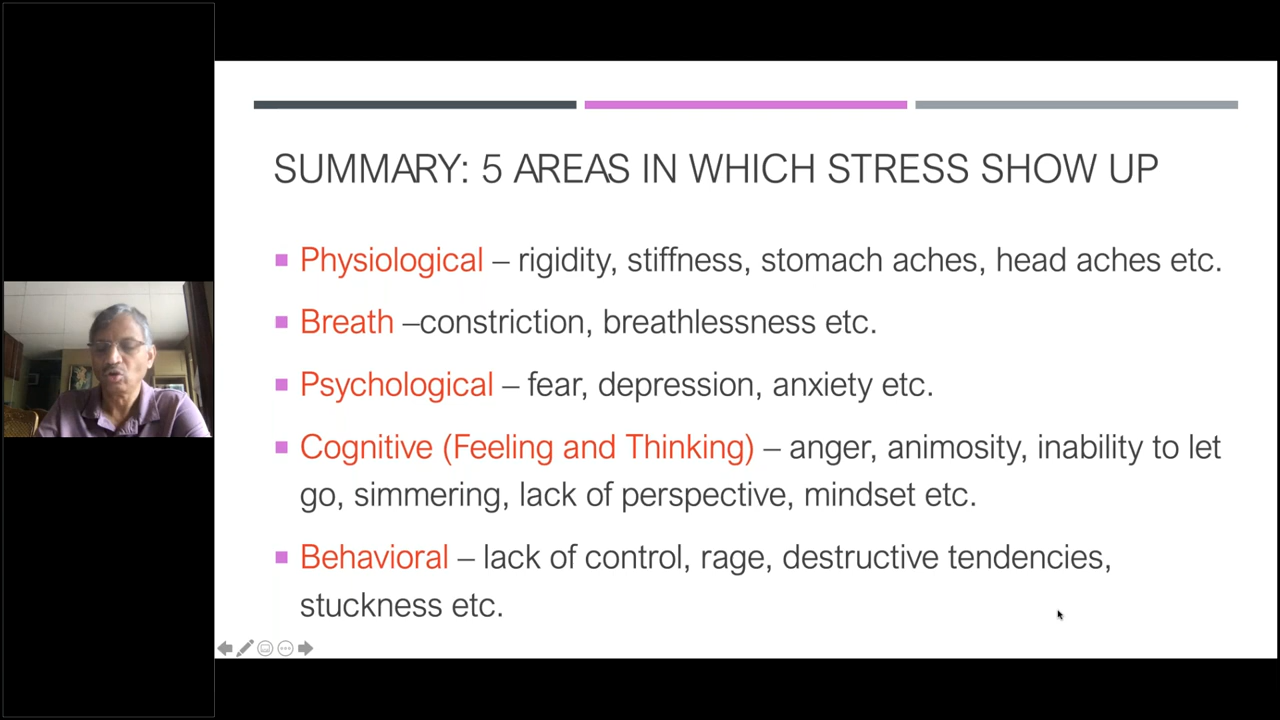 SUMMARY: 5 AREAS IN WHICH STRESS SHOW UP
Physiological – rigidity, stiffness, stomach aches, head aches etc.
Breath –constriction, breathlessness etc.
Psychological – fear, depression, anxiety etc.
Cognitive (Feeling and Thinking) – anger, animosity, inability to let
go, simmering, lack of perspective, mindset etc.
Behavioral – lack of control, rage, destructive tendencies,
stuckness etc.